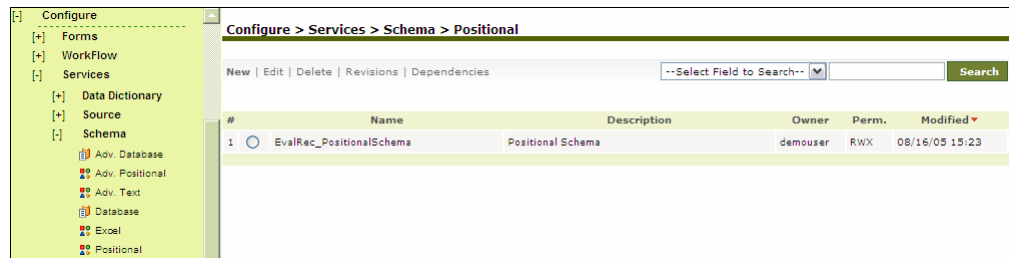 [-] Configure
[+] Forms
[+] WorkFlow
[-] Services
[+] Data Dictionary
[+] Source
[-] Schema
Adv. Database
Adv. Positional
Adv. Text
Database
Excel
Positional
Configure > Services > Schema > Positional
New | Edit | Delete | Revisions | Dependencies --Select Field to Search-- Search
# Name Description Owner Perm. Modified
1 EvalRec_PositionalSchema Positional Schema demouser RWX 08/16/05 15:23